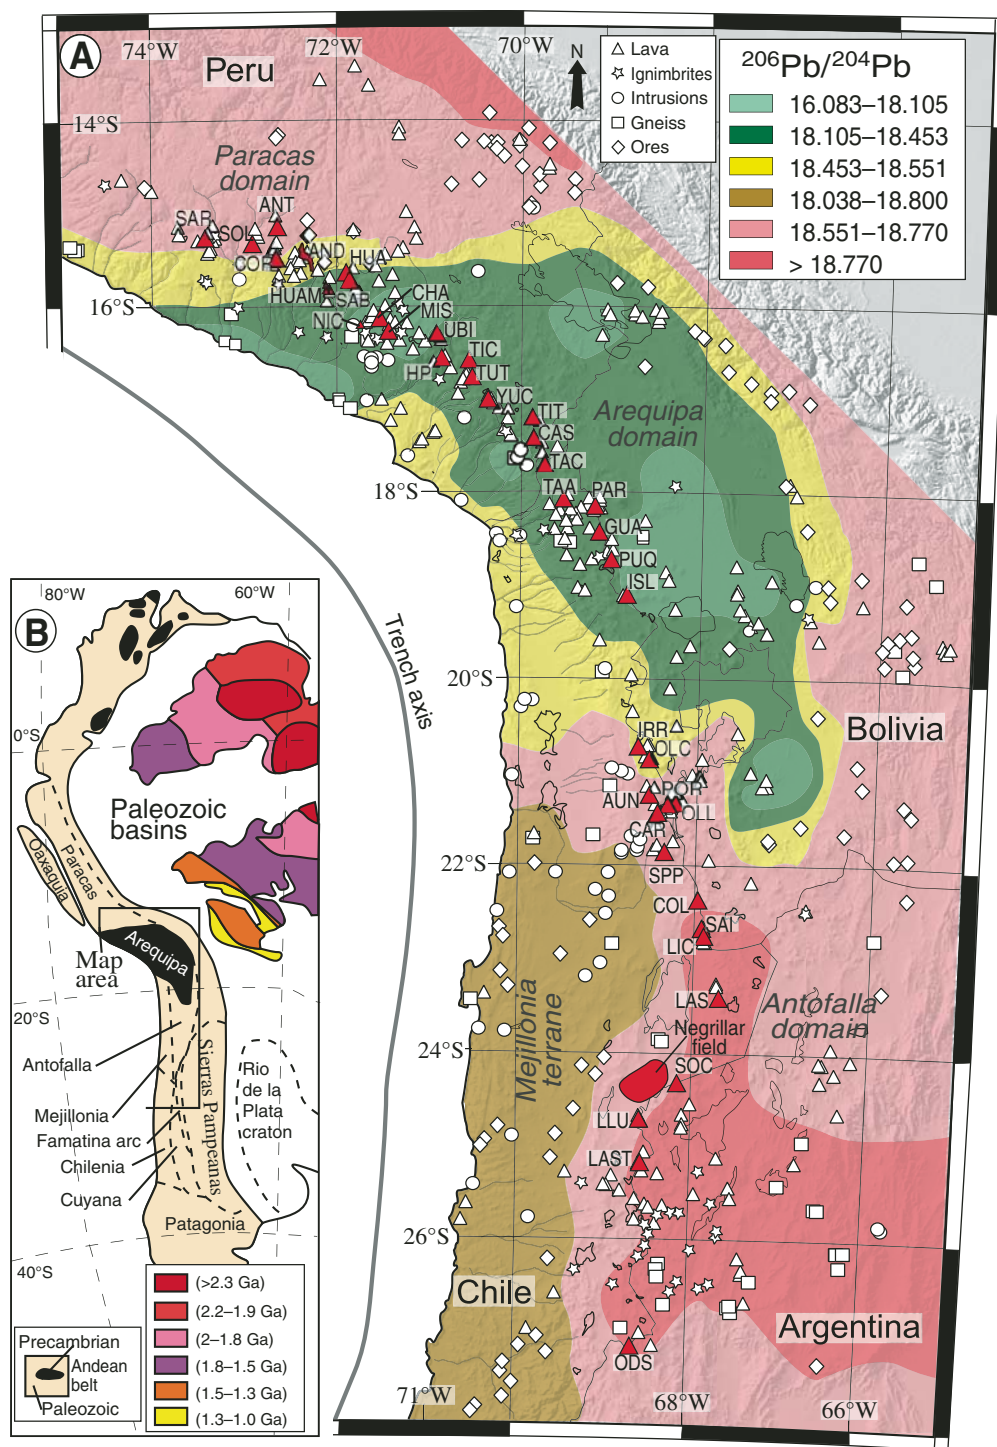 A
74°W
72°W
70°W
Peru
N
Lava
Ignimbrites
Intrusions
Gneiss
Ores
206Pb/204Pb
16.083–18.105
18.105–18.453
18.453–18.551
18.038–18.800
18.551–18.770
> 18.770
14°S
Paracas
domain
ANT
SAR
SOL
AND
HUA
COR
HUAM
SAB
CHA
16°S
MIS
NIC
UBI
TIC
HP
TUT
YUC
TIT
Arequipa
domain
CAS
TAC
18°S
TAA
PAR
GUA
PUQ
ISL
Trench axis
20°S
Bolivia
IRR
OLC
POR
AUN
OLL
CAR
22°S
SPP
COL
SAI
LIC
LAS
Antofalla
domain
Mejillonia
terrane
Negrillar
field
24°S
SOC
LLU
LAST
26°S
Chile
Argentina
ODS
71°W
68°W
66°W
B
80°W
60°W
0°S
Paleozoic
basins
Oaxaquia
Paracas
Arequipa
Map
area
20°S
Antofalla
Sierras Pampeanas
Rio
de la
Plata
craton
Mejillonia
Famatina arc
Chilenia
Cuyana
Patagonia
40°S
(>2.3 Ga)
(2.2–1.9 Ga)
(2–1.8 Ga)
(1.8–1.5 Ga)
(1.5–1.3 Ga)
(1.3–1.0 Ga)
Precambrian
Andean
belt
Paleozoic